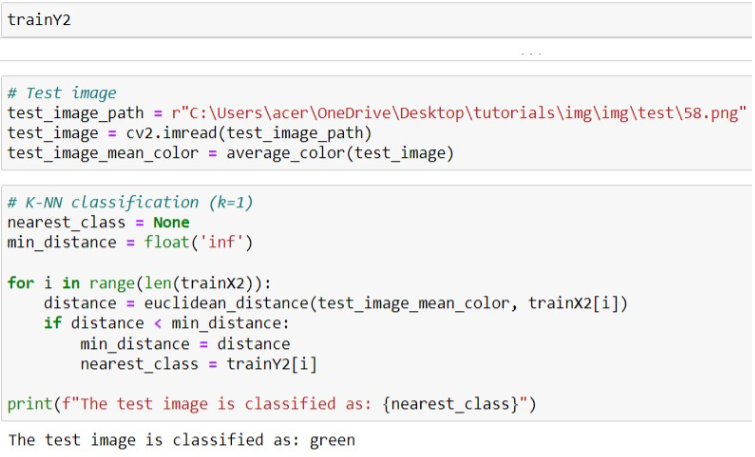 trainY2
...
# Test image
test_image_path = r"C:\Users\acer\OneDrive\Desktop\tutorials\img\img\test\58.png"
test_image = cv2.imread(test_image_path)
test_image_mean_color = average_color(test_image)
# K-NN classification (k=1)
nearest_class = None
min_distance = float('inf')
for i in range(len(trainX2)):
    distance = euclidean_distance(test_image_mean_color, trainX2[i])
    if distance < min_distance:
        min_distance = distance
        nearest_class = trainY2[i]
print(f"The test image is classified as: {nearest_class}")
The test image is classified as: green